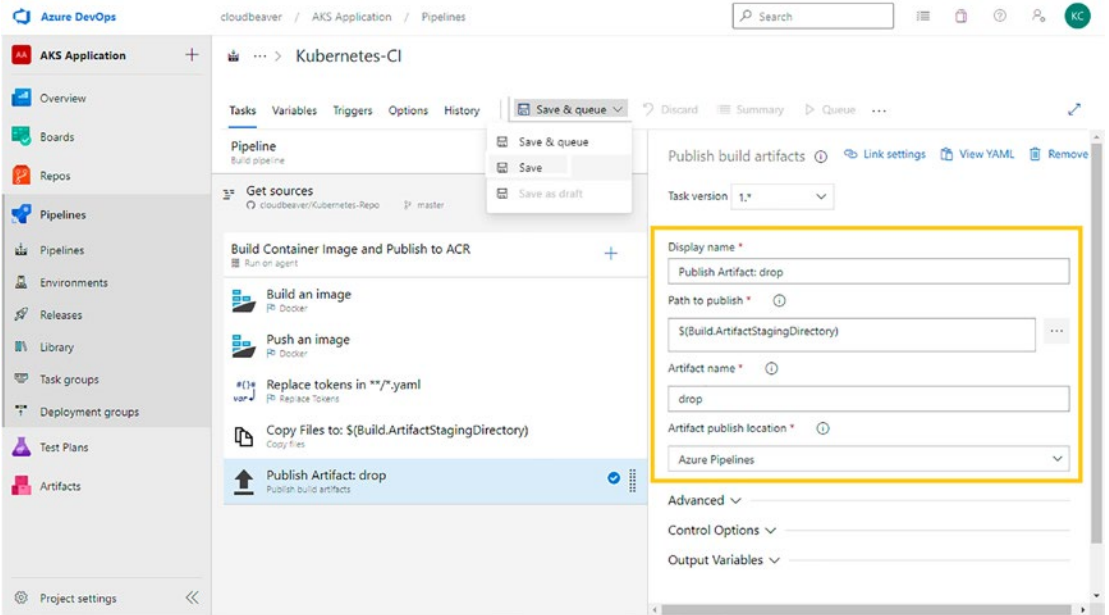 Azure DevOps
cloudbeaver / AKS Application / Pipelines
Search
KC
AA AKS Application
Kubernetes-CI
Overview
Boards
Repos
Pipelines
Pipelines
Environments
Releases
Library
Task groups
Deployment groups
Test Plans
Artifacts
Project settings
Tasks Variables Triggers Options History
Save & queue
Discard Summary Queue ...
Save & queue
Save
Save as draft
Pipeline
Build pipeline
Get sources
cloudbeaver/Kubernetes-Repo master
Build Container Image and Publish to ACR
Run on agent
Build an image
Docker
Push an image
Docker
Replace tokens in **/*.yaml
Replace Tokens
Copy Files to: $(Build.ArtifactStagingDirectory)
Copy files
Publish Artifact: drop
Publish build artifacts
Publish build artifacts
Link settings View YAML Remove
Task version 1.*
Display name *
Publish Artifact: drop
Path to publish *
$(Build.ArtifactStagingDirectory)
Artifact name *
drop
Artifact publish location *
Azure Pipelines
Advanced
Control Options
Output Variables